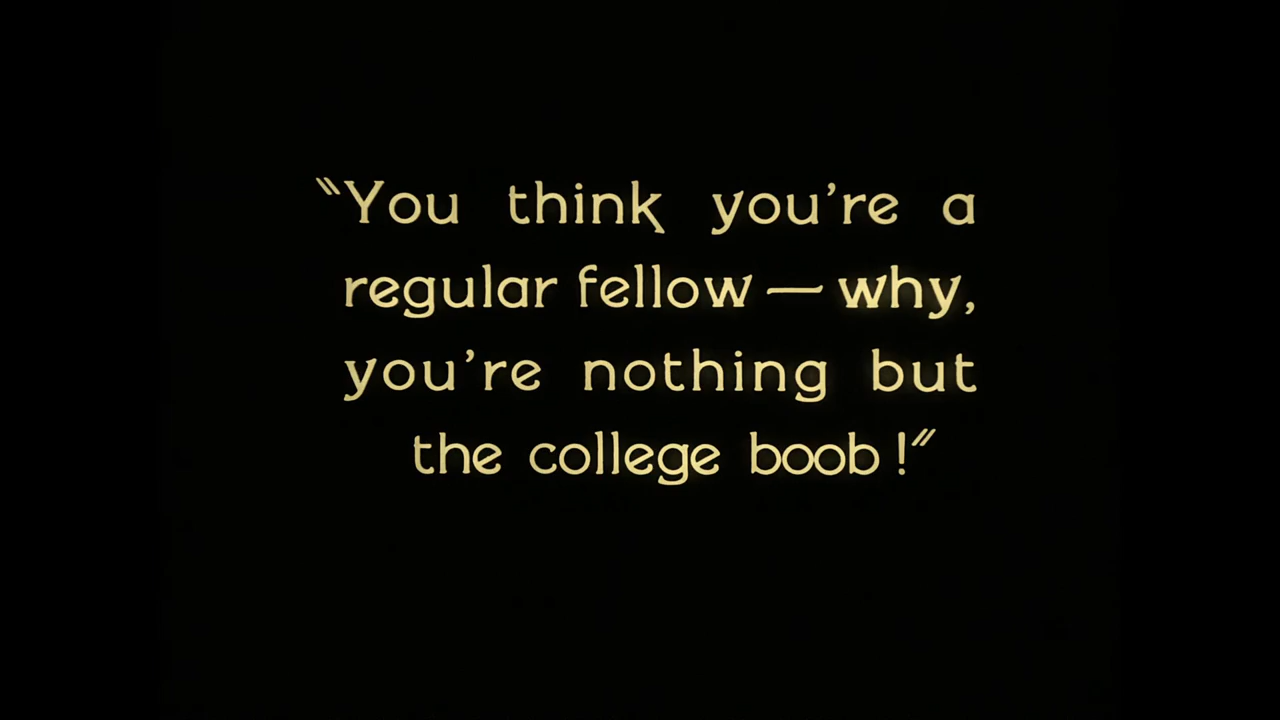 "You think you're a
regular fellow — why,
you're nothing but
the college boob!"